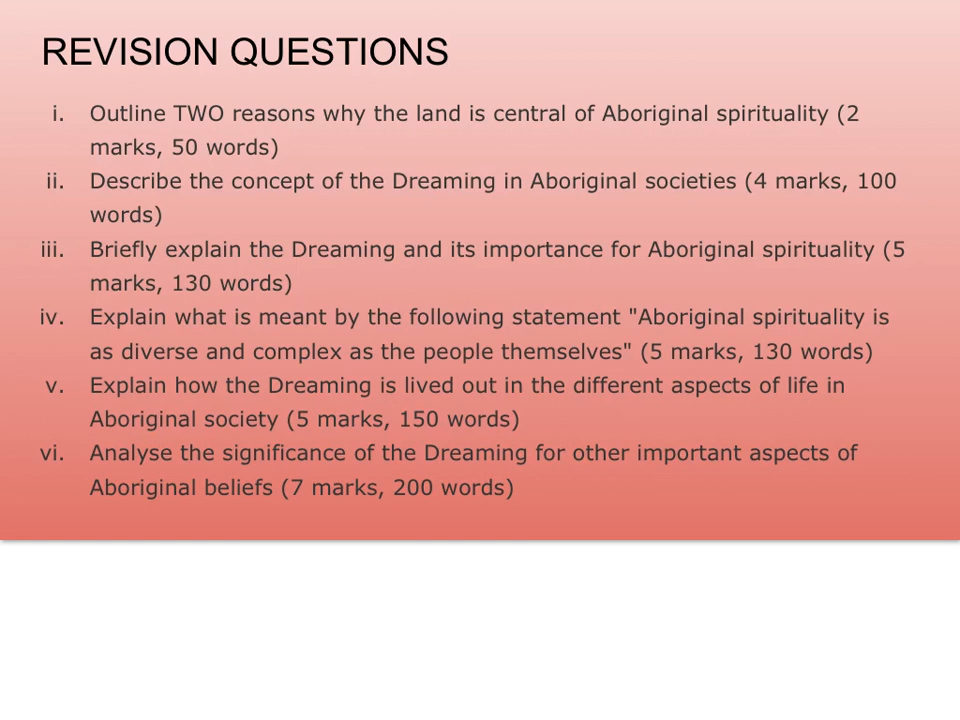 REVISION QUESTIONS
i. Outline TWO reasons why the land is central of Aboriginal spirituality (2
marks, 50 words)
ii. Describe the concept of the Dreaming in Aboriginal societies (4 marks, 100
words)
iii. Briefly explain the Dreaming and its importance for Aboriginal spirituality (5
marks, 130 words)
iv. Explain what is meant by the following statement "Aboriginal spirituality is
as diverse and complex as the people themselves" (5 marks, 130 words)
v. Explain how the Dreaming is lived out in the different aspects of life in
Aboriginal society (5 marks, 150 words)
vi. Analyse the significance of the Dreaming for other important aspects of
Aboriginal beliefs (7 marks, 200 words)